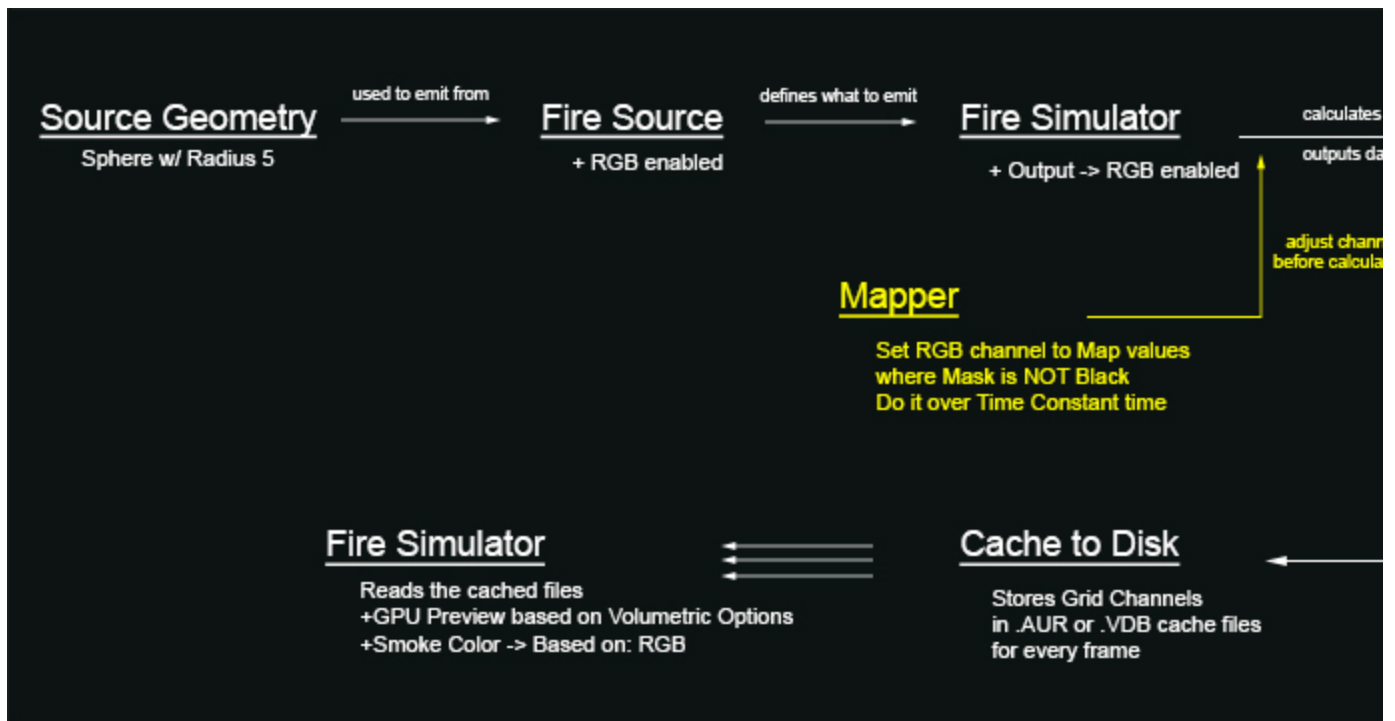 Source Geometry
Sphere w/ Radius 5
used to emit from
Fire Source
+ RGB enabled
defines what to emit
Fire Simulator
+ Output -> RGB enabled
calculates
outputs da
adjust chann
before calcula
Mapper
Set RGB channel to Map values
where Mask is NOT Black
Do it over Time Constant time
Fire Simulator
Reads the cached files
+GPU Preview based on Volumetric Options
+Smoke Color -> Based on: RGB
Cache to Disk
Stores Grid Channels
in .AUR or .VDB cache files
for every frame